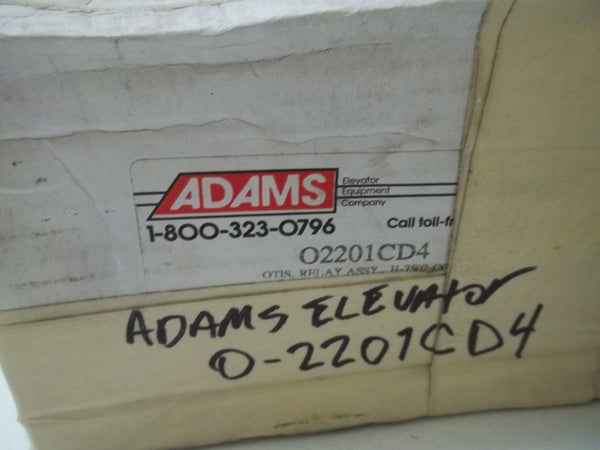 ADAMS
Elevator
Equipment
Company
1-800-323-0796 Call toll-fr
O2201CD4
OTIS, RELAY ASSY
ADAMS ELEVATOR
O-2201CD4